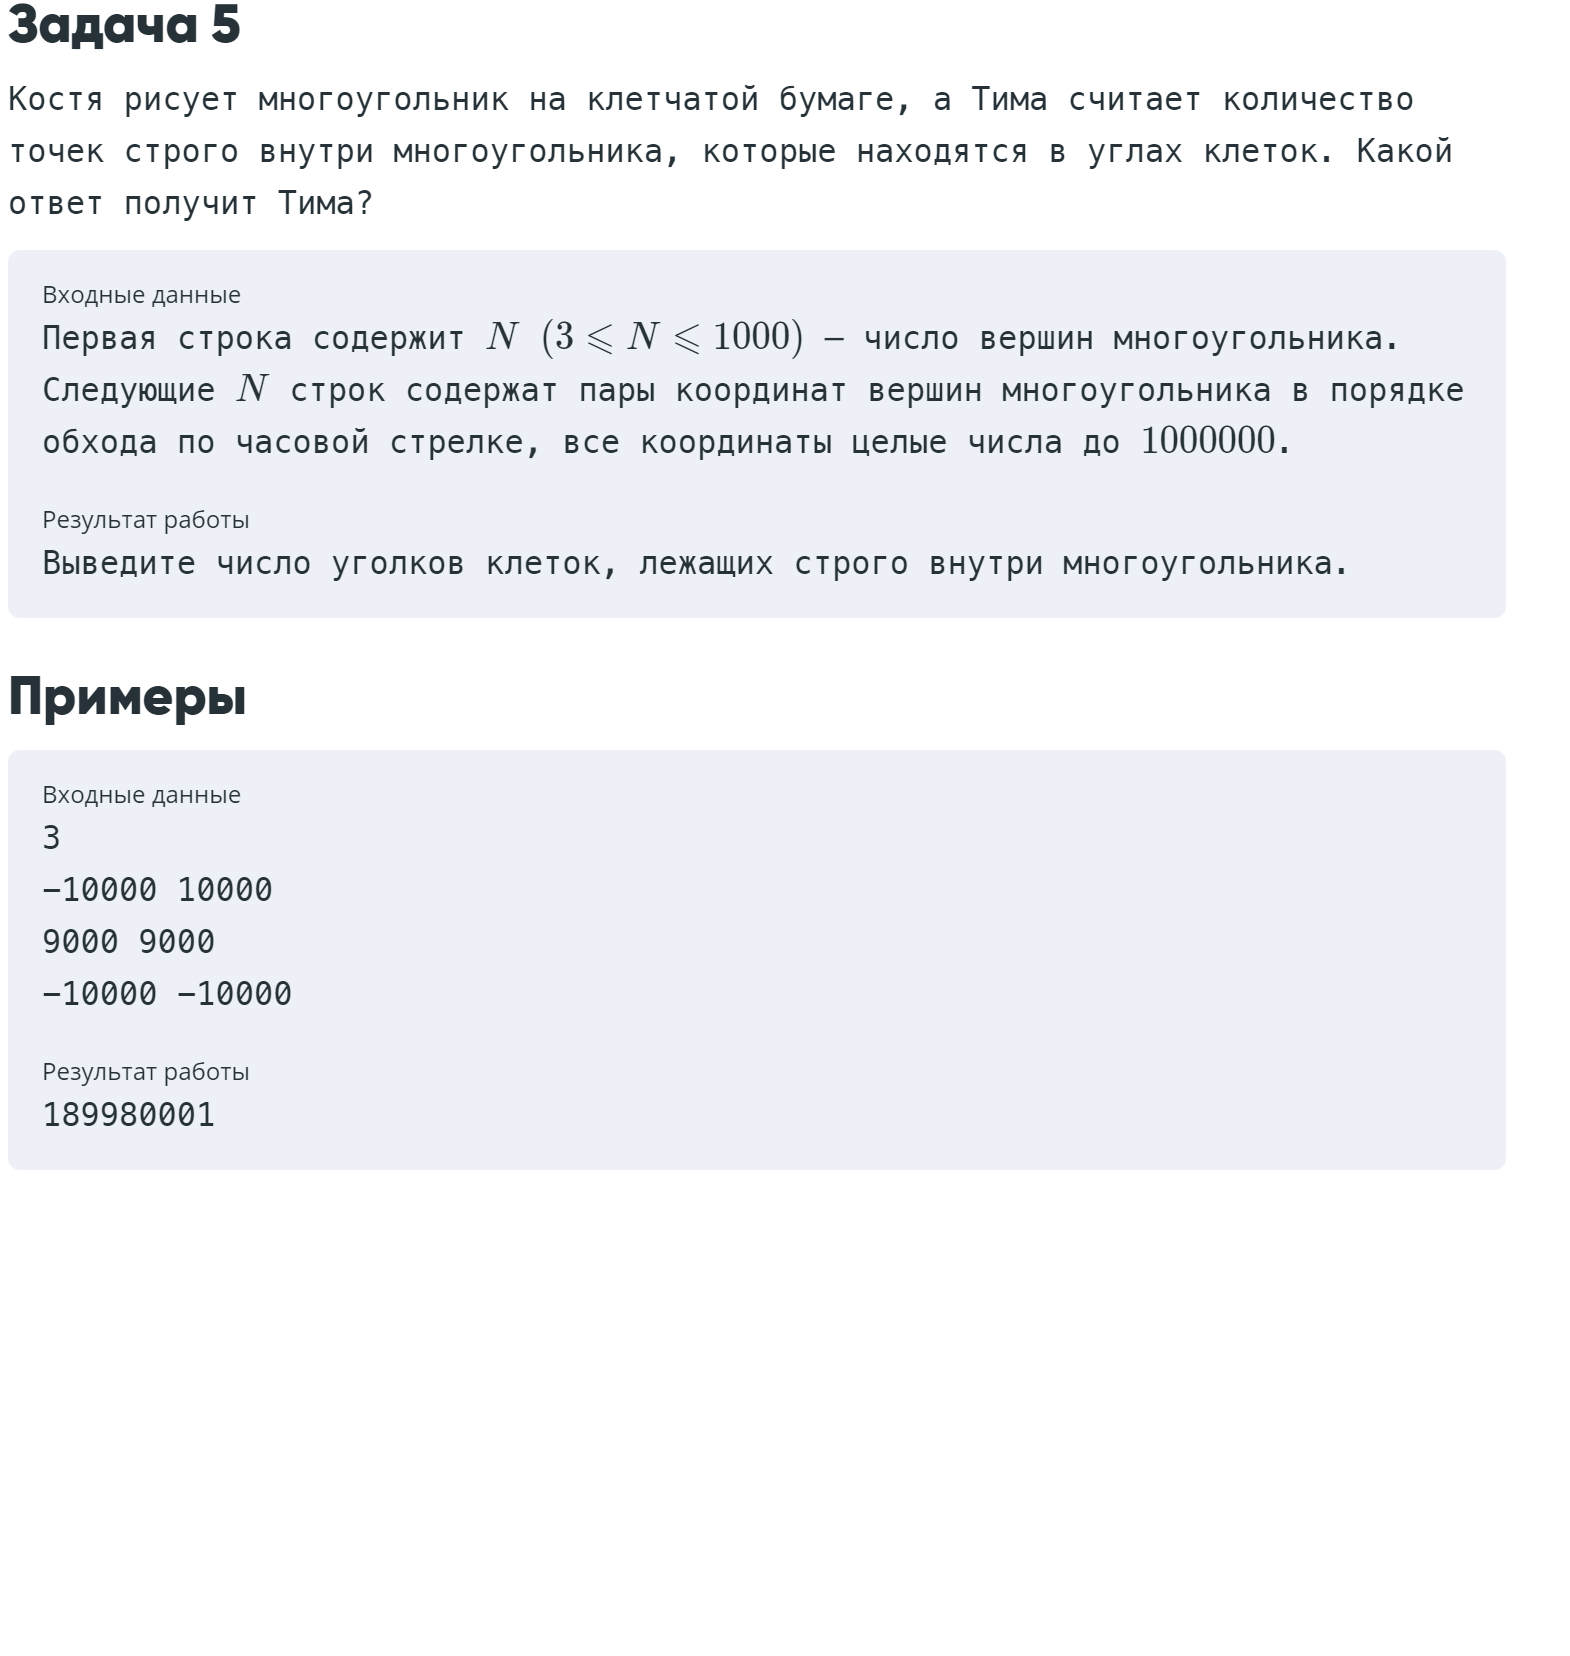 Задача 5
Костя рисует многоугольник на клетчатой бумаге, а Тима считает количество
точек строго внутри многоугольника, которые находятся в углах клеток. Какой
ответ получит Тима?
Входные данные
Первая строка содержит N (3 ⩽ N ⩽ 1000) – число вершин многоугольника.
Следующие N строк содержат пары координат вершин многоугольника в порядке
обхода по часовой стрелке, все координаты целые числа до 1000000.
Результат работы
Выведите число уголков клеток, лежащих строго внутри многоугольника.
Примеры
Входные данные
3
−10000 10000
9000 9000
−10000 −10000
Результат работы
189980001